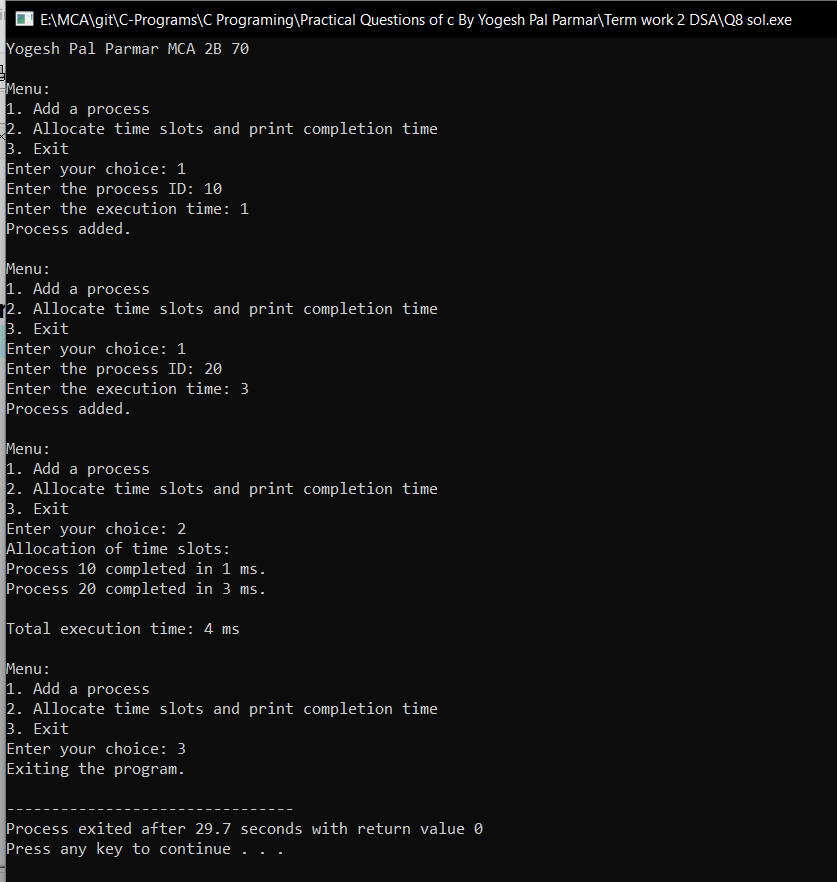 E:\MCA\git\C-Programs\C Programing\Practical Questions of c By Yogesh Pal Parmar\Term work 2 DSA\Q8 sol.exe
Yogesh Pal Parmar MCA 2B 70
Menu:
1. Add a process
2. Allocate time slots and print completion time
3. Exit
Enter your choice: 1
Enter the process ID: 10
Enter the execution time: 1
Process added.
Menu:
1. Add a process
2. Allocate time slots and print completion time
3. Exit
Enter your choice: 1
Enter the process ID: 20
Enter the execution time: 3
Process added.
Menu:
1. Add a process
2. Allocate time slots and print completion time
3. Exit
Enter your choice: 2
Allocation of time slots:
Process 10 completed in 1 ms.
Process 20 completed in 3 ms.
Total execution time: 4 ms
Menu:
1. Add a process
2. Allocate time slots and print completion time
3. Exit
Enter your choice: 3
Exiting the program.
--------------------------------
Process exited after 29.7 seconds with return value 0
Press any key to continue . . .